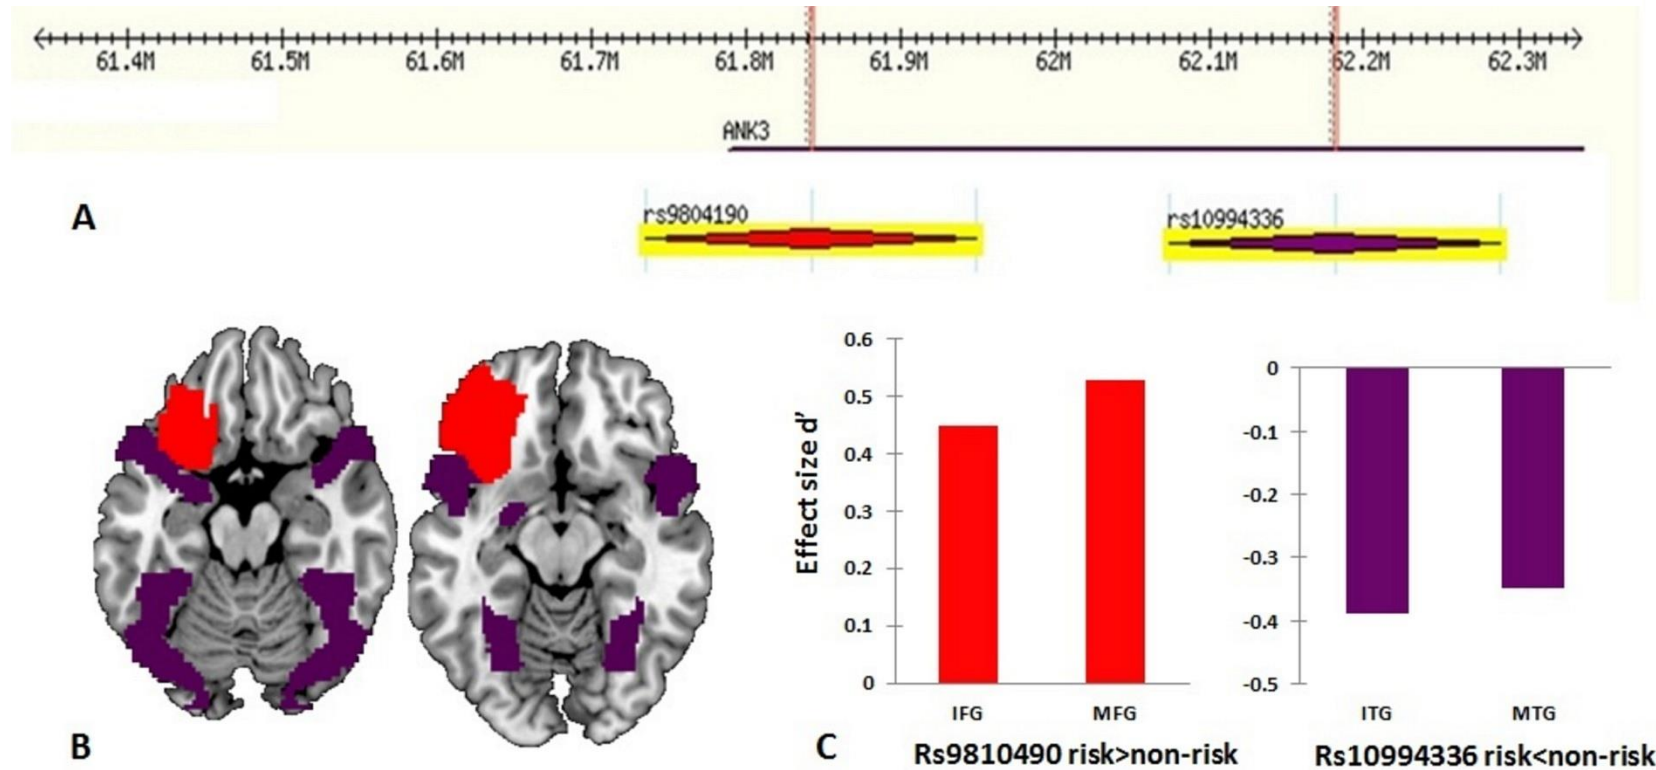 61.4M 61.5M 61.6M 61.7M 61.8M 61.9M 62M 62.1M 62.2M 62.3M
ANK3
A
rs9804190
rs10994336
B
C
Effect size d'
0.6
0.5
0.4
0.3
0.2
0.1
0
IFG MFG
Rs9810490 risk>non-risk
0
-0.1
-0.2
-0.3
-0.4
-0.5
ITG MTG
Rs10994336 risk<non-risk